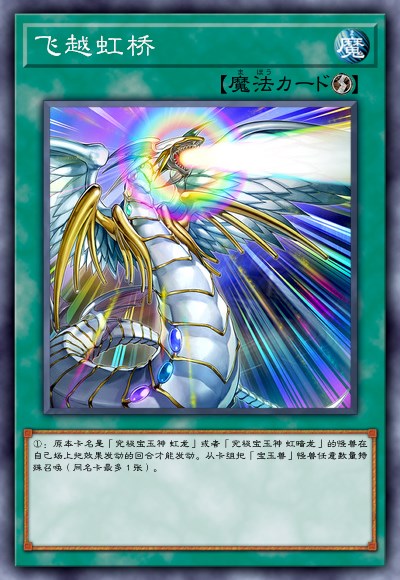 飞越虹桥
魔
【魔法カード】
まほう
①：原本卡名是「究极宝玉神 虹龙」或者「究极宝玉神 虹暗龙」的怪兽在
自己场上把效果发动的回合才能发动。从卡组把「宝玉兽」怪兽任意数量特
殊召唤（同名卡最多1张）。